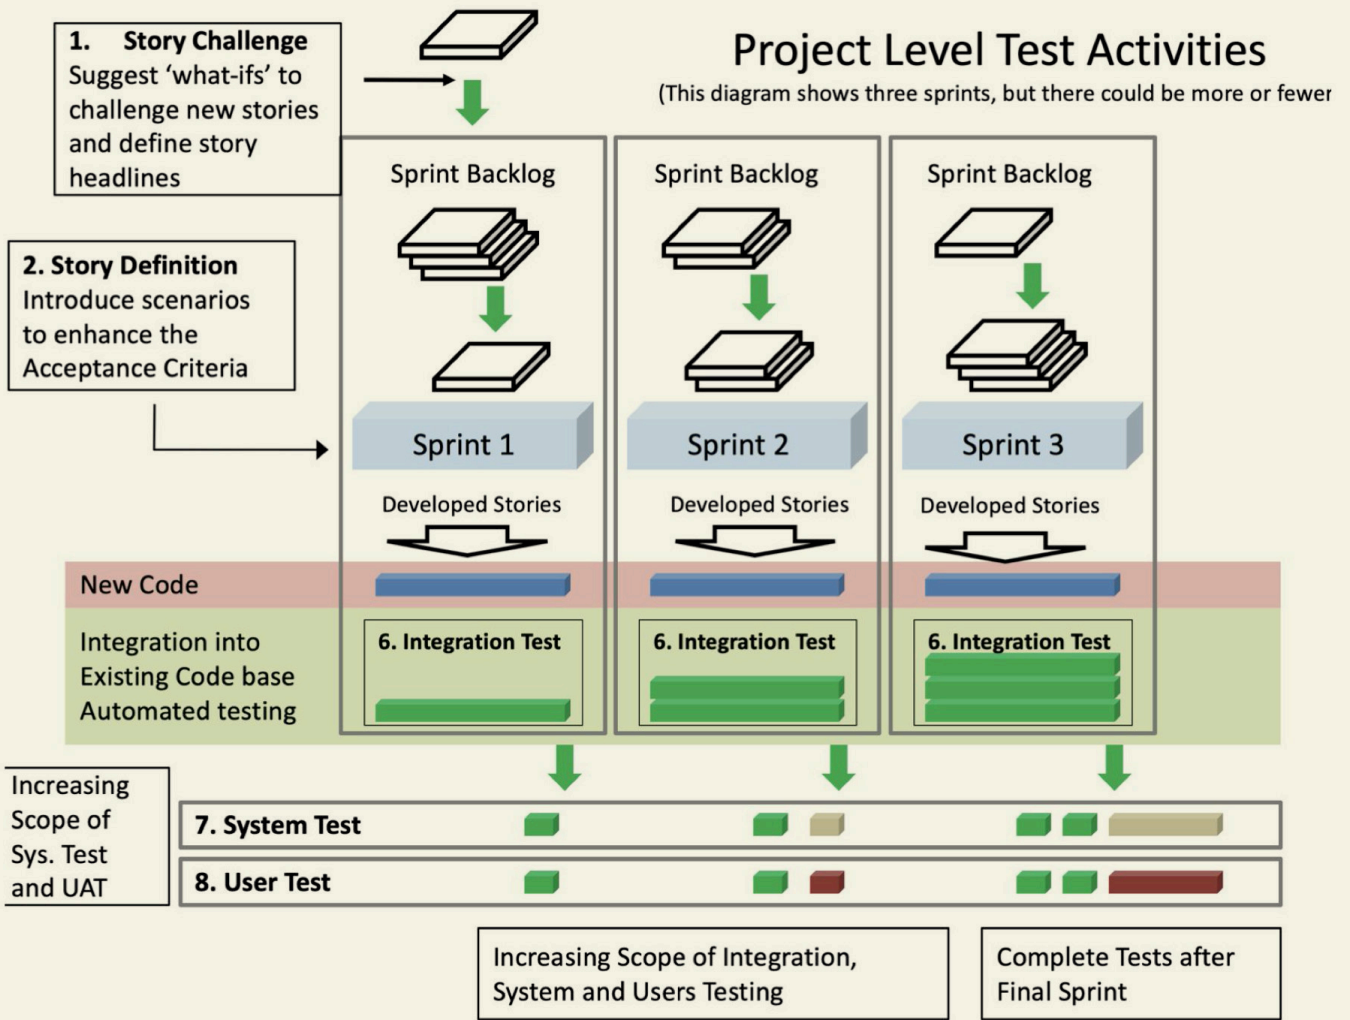 Project Level Test Activities
(This diagram shows three sprints, but there could be more or fewer
1. Story Challenge
Suggest ‘what-ifs’ to
challenge new stories
and define story
headlines
2. Story Definition
Introduce scenarios
to enhance the
Acceptance Criteria
Sprint Backlog
Sprint Backlog
Sprint Backlog
Sprint 1
Sprint 2
Sprint 3
Developed Stories
Developed Stories
Developed Stories
New Code
Integration into
Existing Code base
Automated testing
6. Integration Test
6. Integration Test
6. Integration Test
Increasing
Scope of
Sys. Test
and UAT
7. System Test
8. User Test
Increasing Scope of Integration,
System and Users Testing
Complete Tests after
Final Sprint